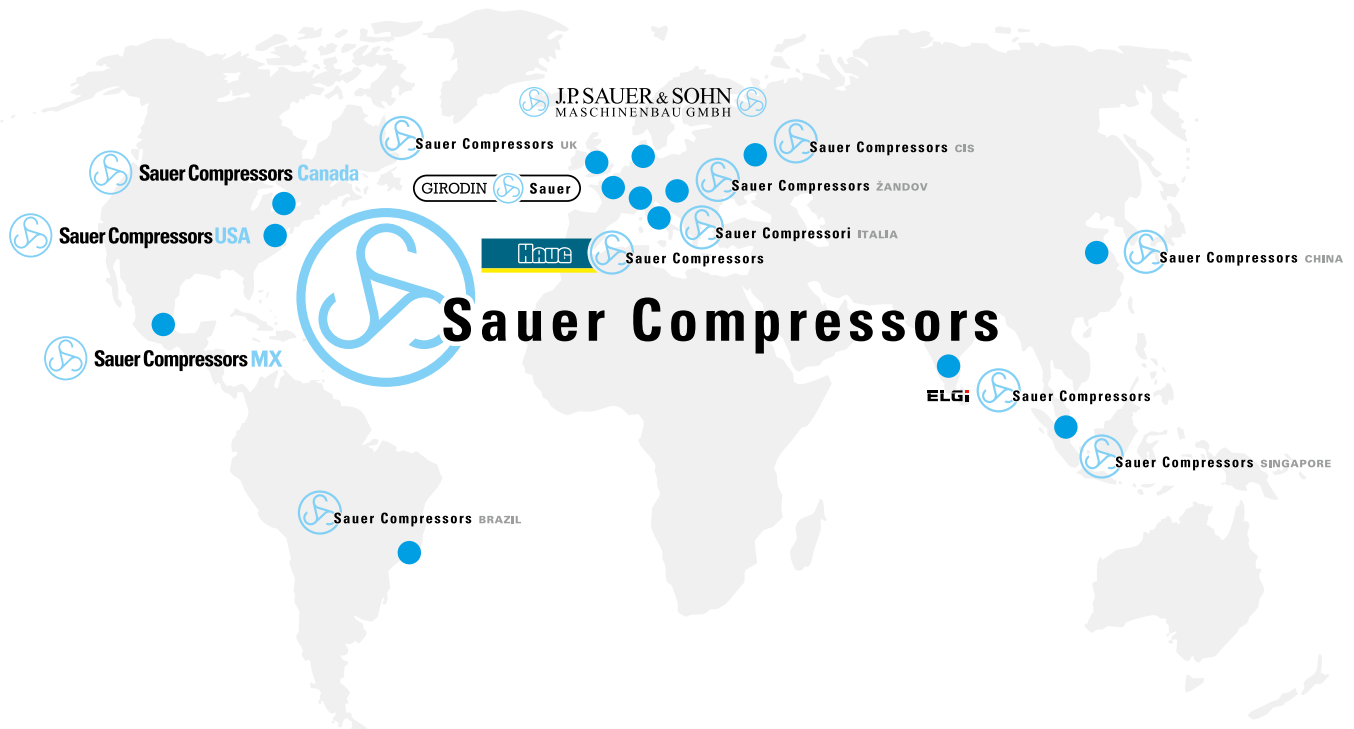 J.P. SAUER & SOHN
MASCHINENBAU GMBH
Sauer Compressors UK
Sauer Compressors CIS
Sauer Compressors Canada
GIRODIN Sauer
Sauer Compressors ŽANDOV
Sauer Compressors USA
Sauer Compressori ITALIA
HAUG Sauer Compressors
Sauer Compressors CHINA
Sauer Compressors
Sauer Compressors MX
ELGi Sauer Compressors
Sauer Compressors SINGAPORE
Sauer Compressors BRAZIL